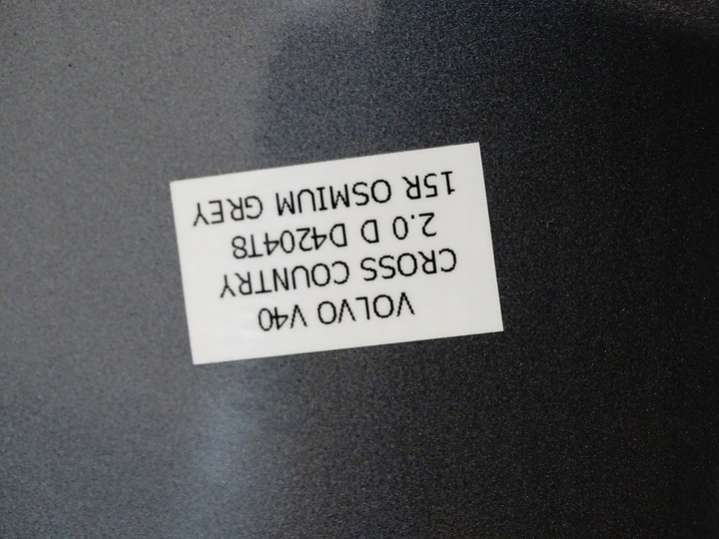 VOLVO V40
CROSS COUNTRY
2.0 D D4204T8
15R OSMIUM GREY